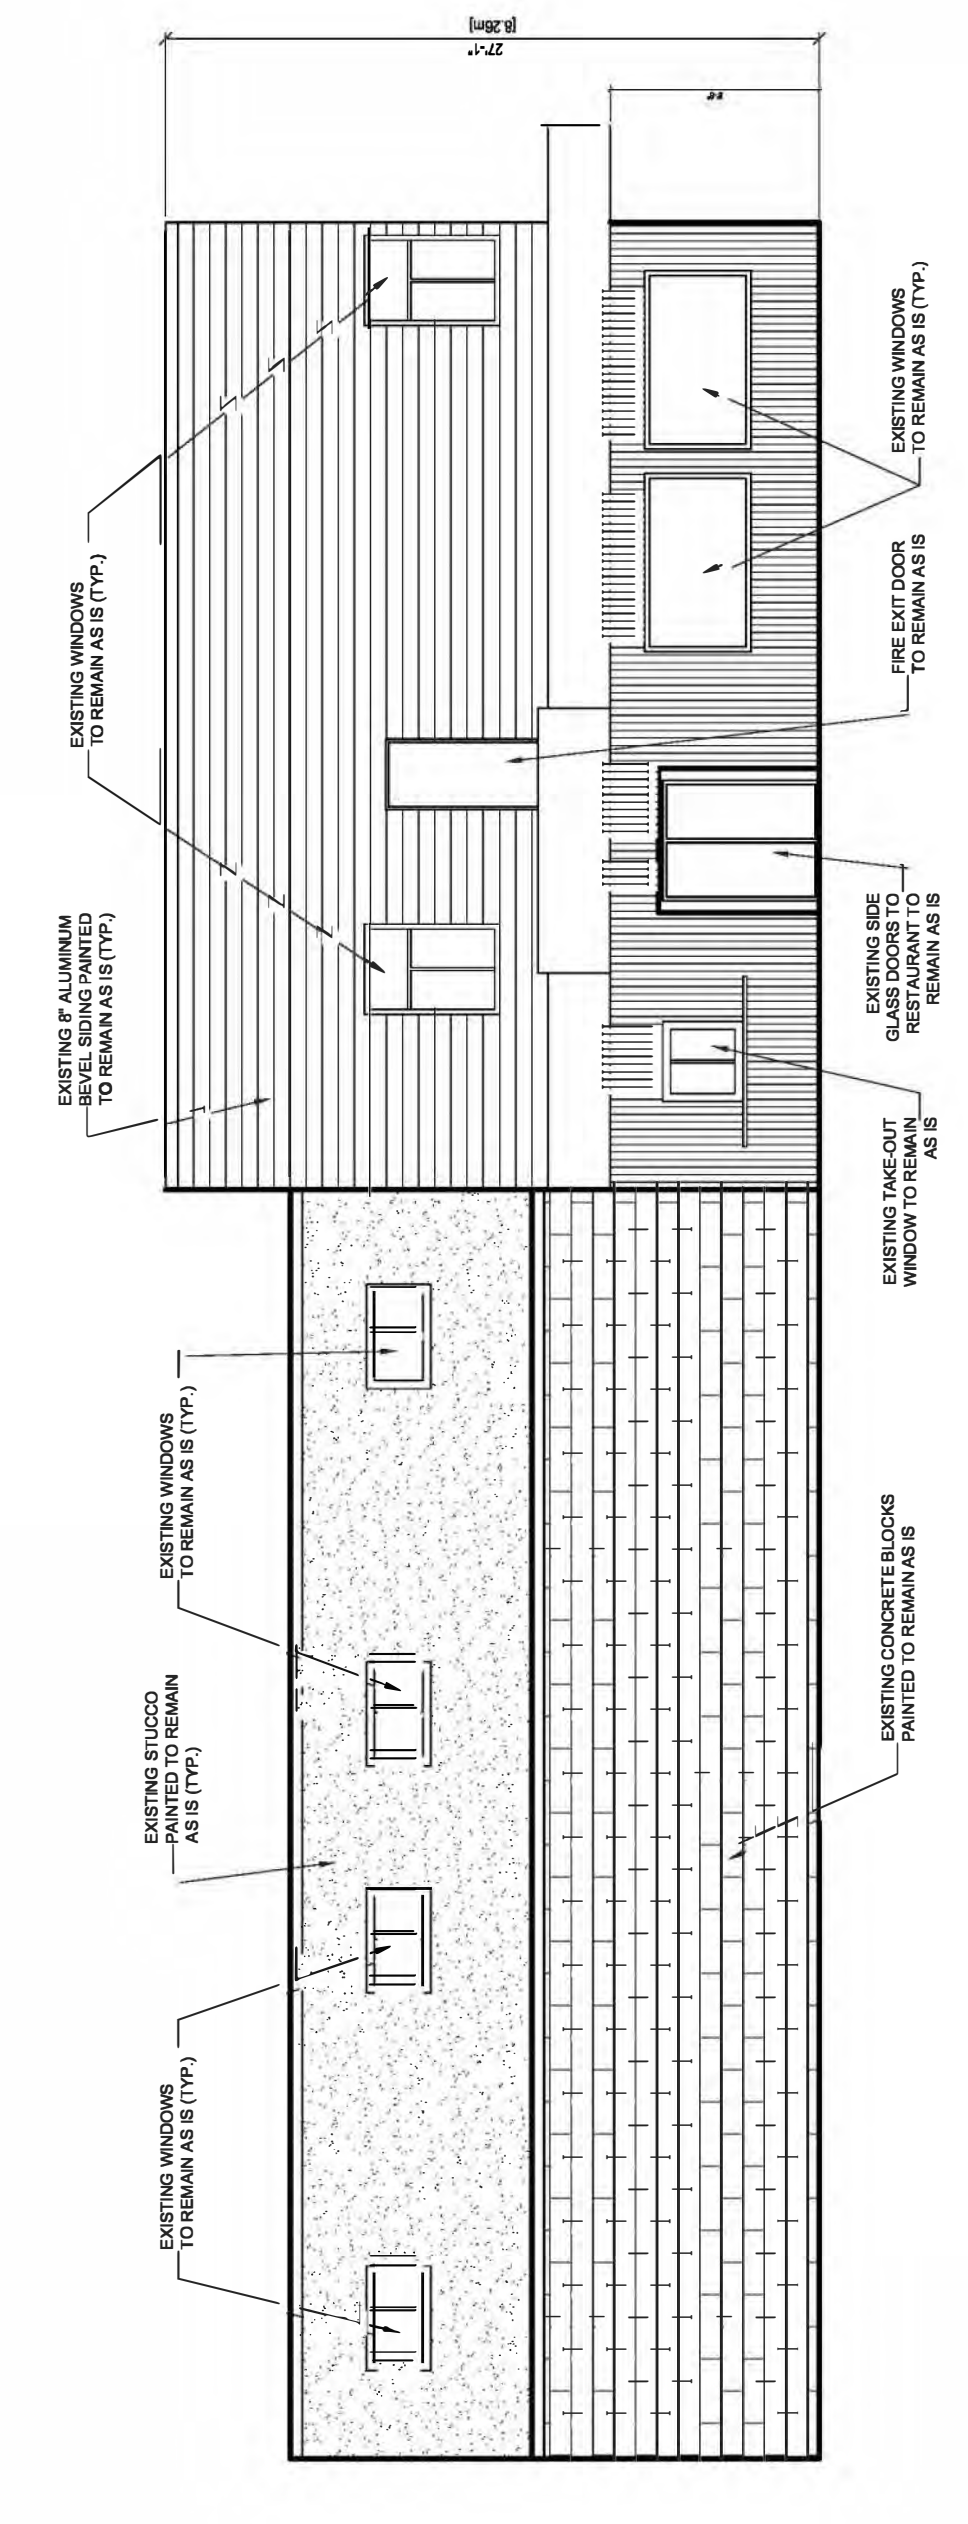 EXISTING WINDOWS
TO REMAIN AS IS (TYP.)
EXISTING STUCCO
PAINTED TO REMAIN
AS IS (TYP.)
EXISTING WINDOWS
TO REMAIN AS IS (TYP.)
EXISTING 8" ALUMINUM
BEVEL SIDING PAINTED
TO REMAIN AS IS (TYP.)
EXISTING WINDOWS
TO REMAIN AS IS (TYP.)
27'-1"
[8.26m]
EXISTING CONCRETE BLOCKS
PAINTED TO REMAIN AS IS
EXISTING TAKE-OUT
WINDOW TO REMAIN
AS IS
EXISTING SIDE
GLASS DOORS TO
RESTAURANT TO
REMAIN AS IS
FIRE EXIT DOOR
TO REMAIN AS IS
EXISTING WINDOWS
TO REMAIN AS IS (TYP.)